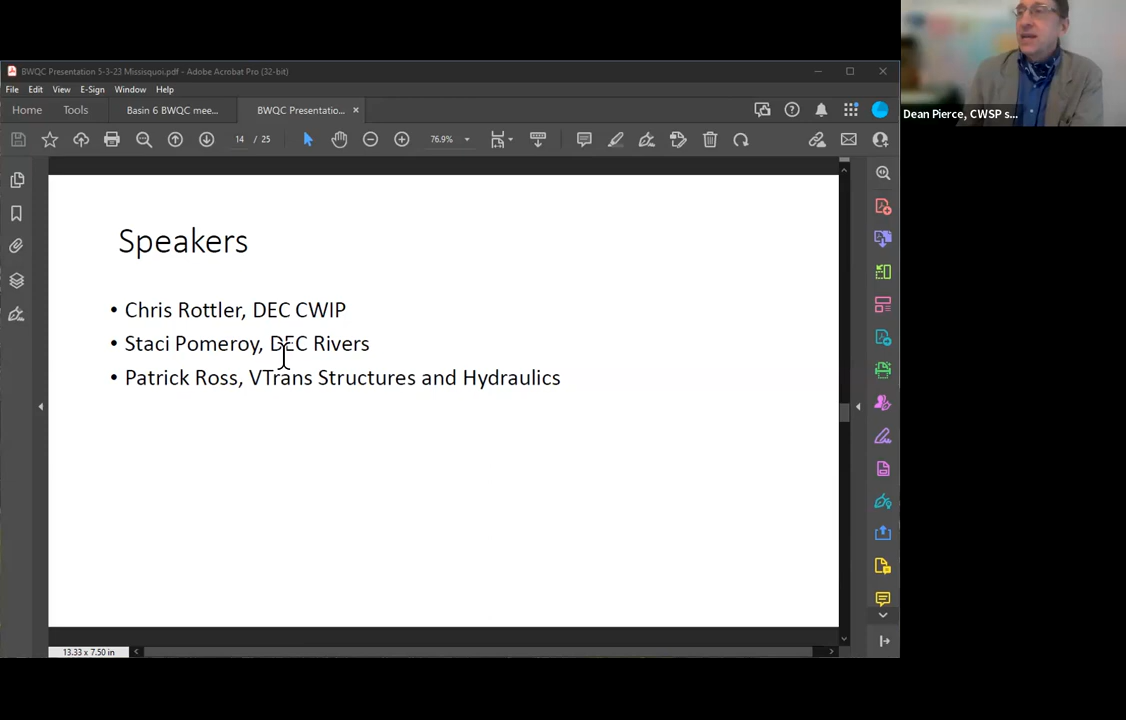 BWQC Presentation 5-3-23 Missisquoi.pdf - Adobe Acrobat Pro (32-bit)
File Edit View E-Sign Window Help
Home Tools Basin 6 BWQC mee... BWQC Presentatio... ×
14 / 25 76.9%
Dean Pierce, CWSP s...
Speakers
• Chris Rottler, DEC CWIP
• Staci Pomeroy, DEC Rivers
• Patrick Ross, VTrans Structures and Hydraulics
13.33 x 7.50 in